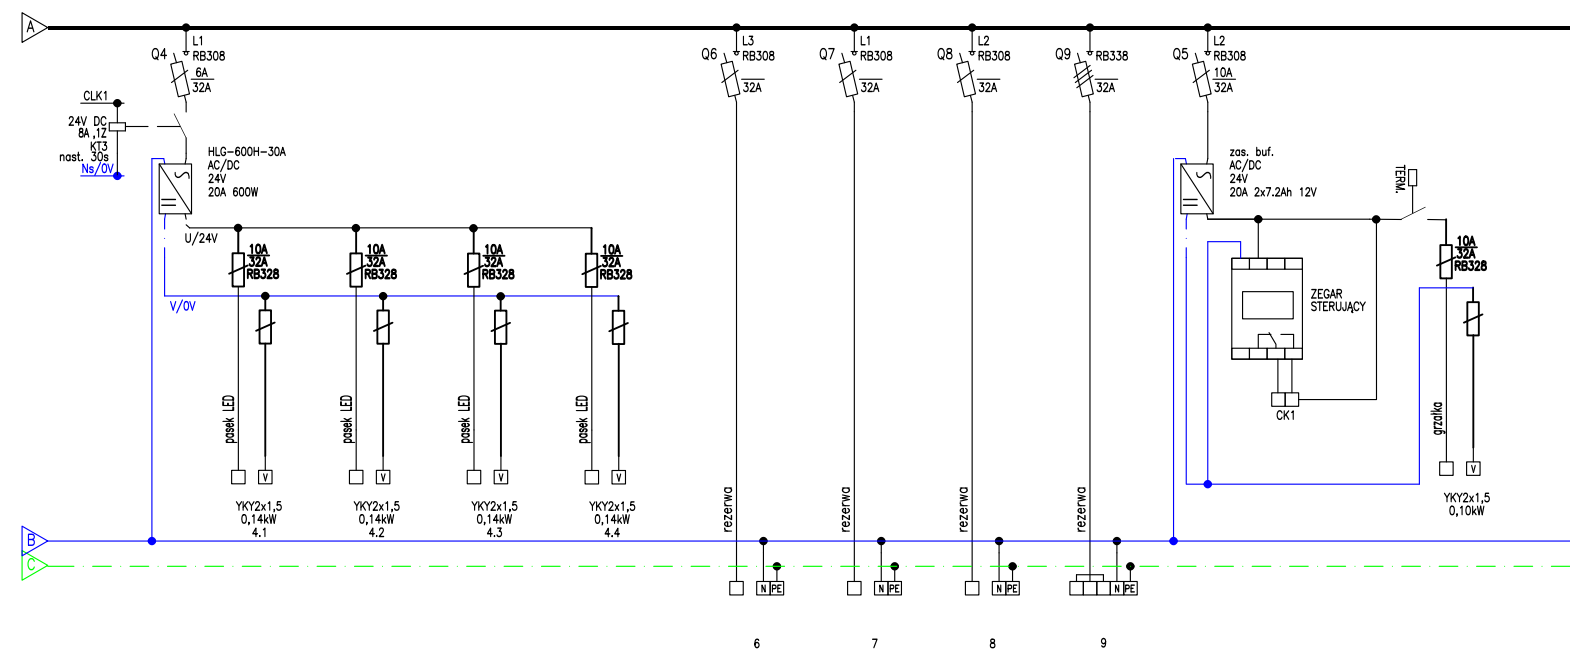 A
L1
Q4
RB308
6A
32A
CLK1
24V DC
8A ,1Z
KT3
nast. 30s
Ns/0V
HLG-600H-30A
AC/DC
24V
20A 600W
U/24V
V/0V
10A
32A
RB328
10A
32A
RB328
10A
32A
RB328
10A
32A
RB328
pasek LED
pasek LED
pasek LED
pasek LED
V
V
V
V
YKY2x1,5
0,14kW
4.1
YKY2x1,5
0,14kW
4.2
YKY2x1,5
0,14kW
4.3
YKY2x1,5
0,14kW
4.4
L3
Q6
RB308
32A
rezerwa
N PE
6
L1
Q7
RB308
32A
rezerwa
N PE
7
L2
Q8
RB308
32A
rezerwa
N PE
8
Q9
RB338
32A
rezerwa
N PE
9
L2
Q5
RB308
10A
32A
zas. buf.
AC/DC
24V
20A 2x7.2Ah 12V
TERM.
10A
32A
RB328
ZEGAR
STERUJĄCY
CK1
grzałka
V
YKY2x1,5
0,10kW
B
C